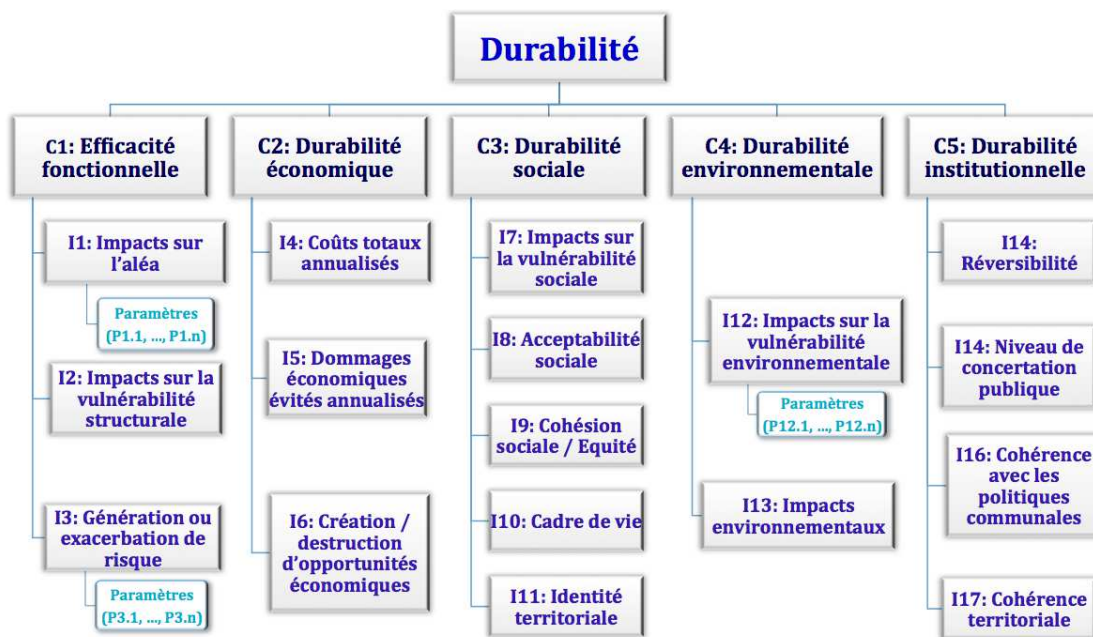 Durabilité
C1: Efficacité
fonctionnelle
I1: Impacts sur
l'aléa
Paramètres
(P1.1, ..., P1.n)
I2: Impacts sur la
vulnérabilité
structurale
I3: Génération ou
exacerbation de
risque
Paramètres
(P3.1, ..., P3.n)
C2: Durabilité
économique
I4: Coûts totaux
annualisés
I5: Dommages
économiques
évités annualisés
I6: Création /
destruction
d'opportunités
économiques
C3: Durabilité
sociale
I7: Impacts sur
la vulnérabilité
sociale
I8: Acceptabilité
sociale
I9: Cohésion
sociale / Equité
I10: Cadre de vie
I11: Identité
territoriale
C4: Durabilité
environnementale
I12: Impacts sur la
vulnérabilité
environnementale
Paramètres
(P12.1, ..., P12.n)
I13: Impacts
environnementaux
C5: Durabilité
institutionnelle
I14:
Réversibilité
I14: Niveau de
concertation
publique
I16: Cohérence
avec les
politiques
communales
I17: Cohérence
territoriale